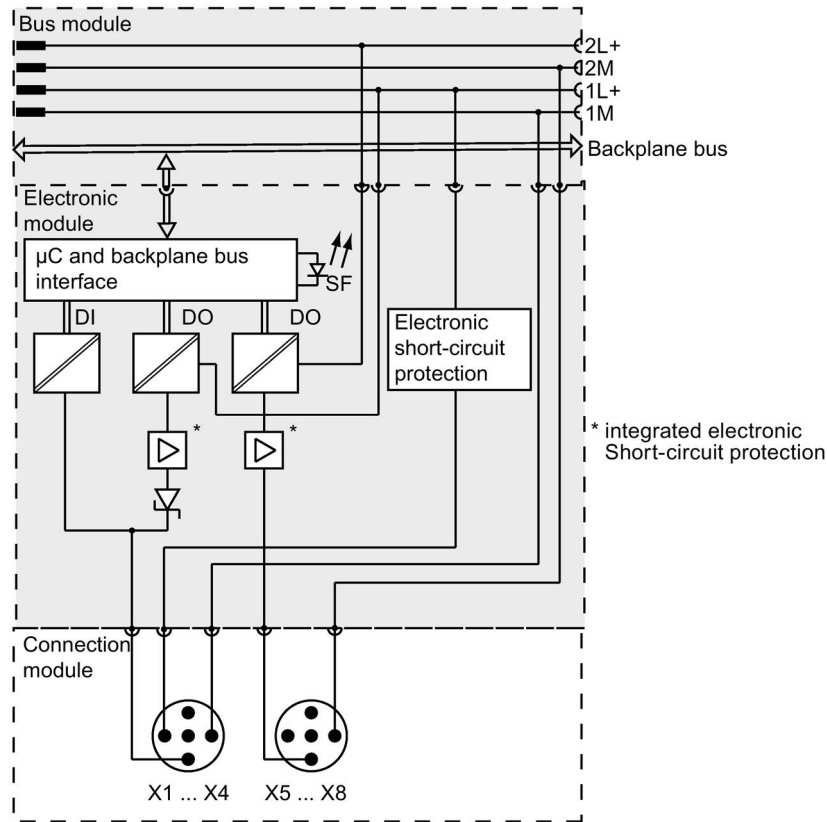 Bus module
2L+
2M
1L+
1M
Backplane bus
Electronic
module
µC and backplane bus
interface
SF
DI
DO
DO
Electronic
short-circuit
protection
*
*
* integrated electronic
Short-circuit protection
Connection
module
X1 ... X4
X5 ... X8